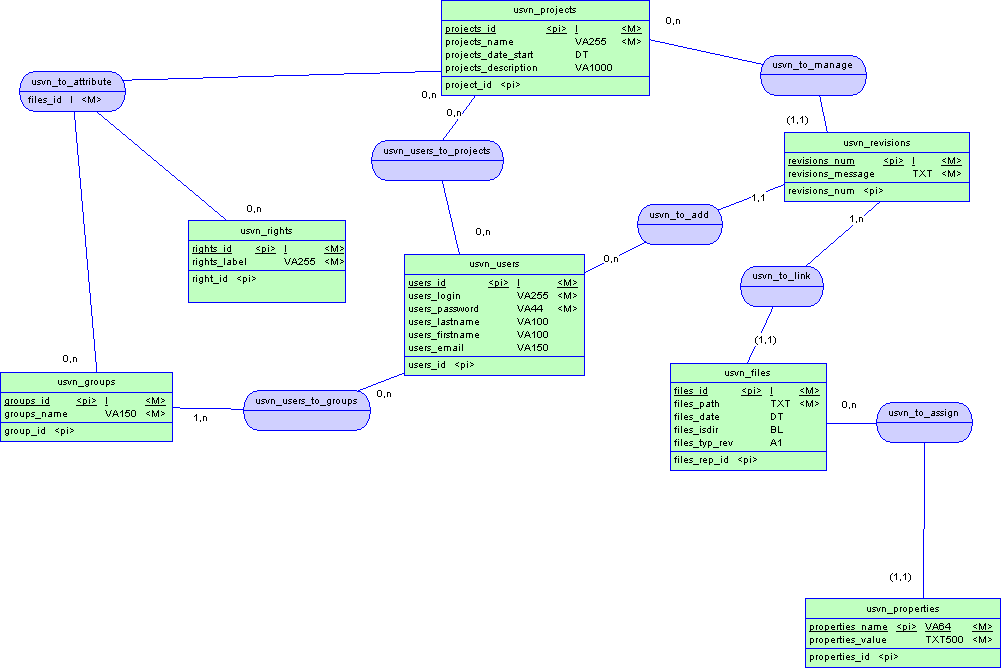 usvn_projects
projects_id <pi> I <M>
projects_name VA255 <M>
projects_date_start DT
projects_description VA1000
project_id <pi>
0,n
usvn_to_manage
usvn_to_attribute
files_id I <M>
0,n
0,n
(1,1)
usvn_users_to_projects
usvn_revisions
revisions_num <pi> I <M>
revisions_message TXT <M>
revisions_num <pi>
1,1
usvn_to_add
1,n
0,n
usvn_rights
rights_id <pi> I <M>
rights_label VA255 <M>
right_id <pi>
0,n
0,n
usvn_users
users_id <pi> I <M>
users_login VA255 <M>
users_password VA44 <M>
users_lastname VA100
users_firstname VA100
users_email VA150
users_id <pi>
usvn_to_link
(1,1)
0,n
usvn_groups
groups_id <pi> I <M>
groups_name VA150 <M>
group_id <pi>
1,n
usvn_users_to_groups
0,n
usvn_files
files_id <pi> I <M>
files_path TXT <M>
files_date DT
files_isdir BL
files_typ_rev A1
files_rep_id <pi>
0,n
usvn_to_assign
(1,1)
usvn_properties
properties_name <pi> VA64 <M>
properties_value TXT500 <M>
properties_id <pi>